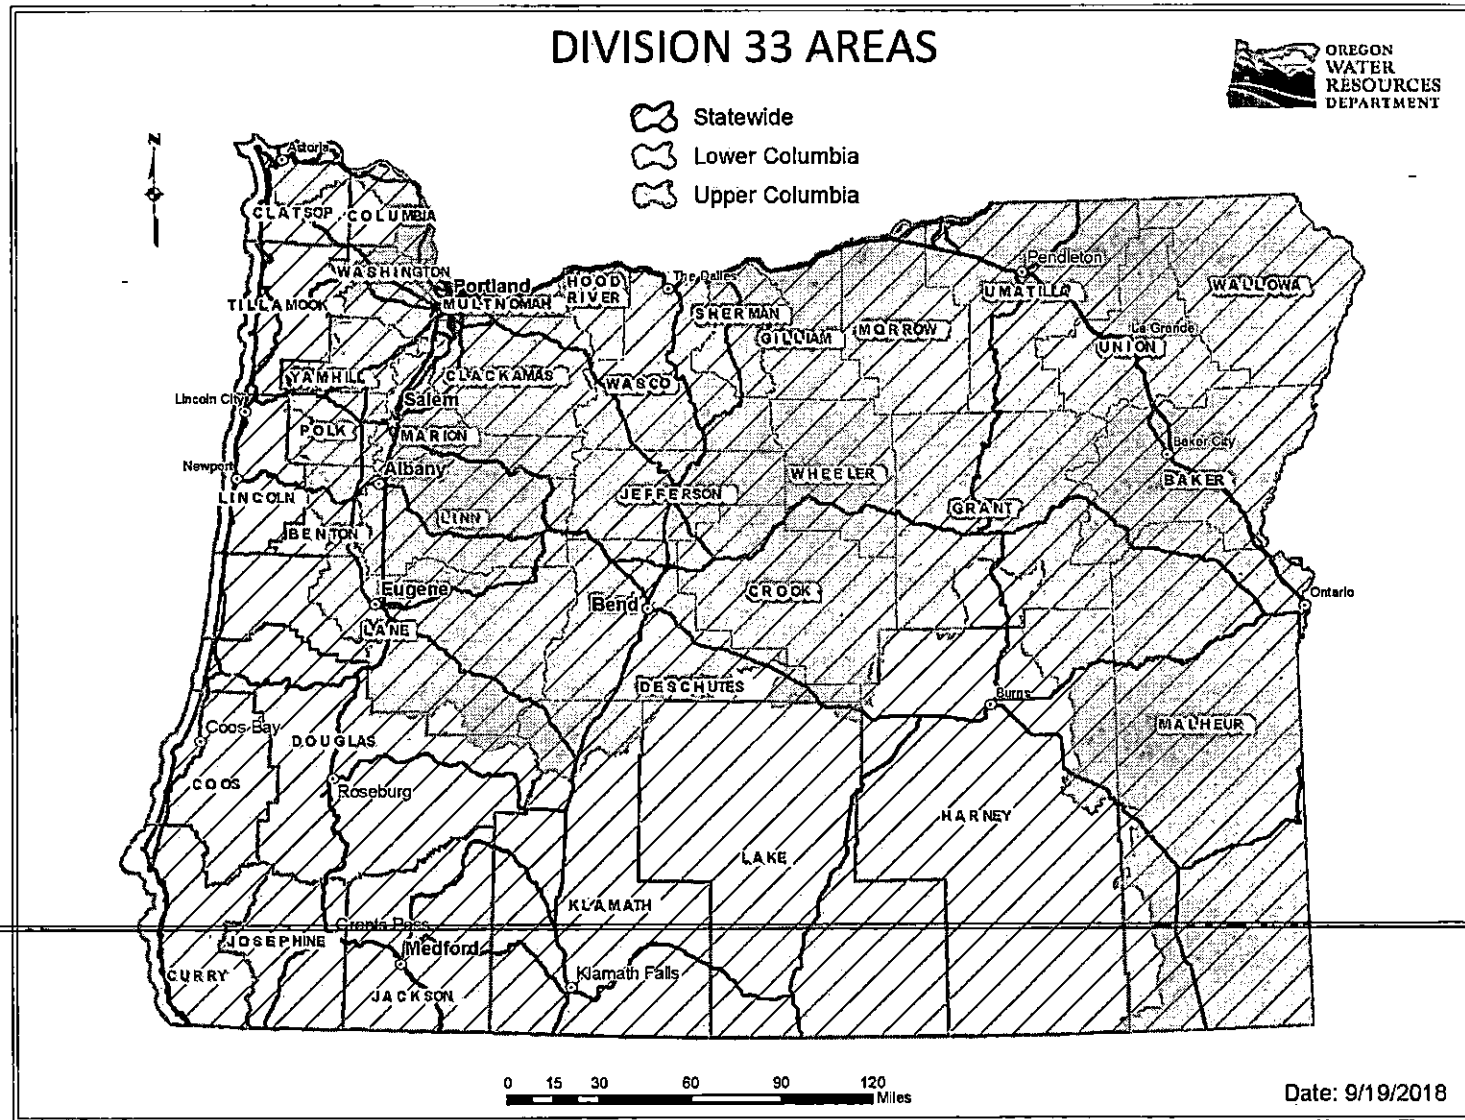 DIVISION 33 AREAS
OREGON
WATER
RESOURCES
DEPARTMENT
Statewide
Lower Columbia
Upper Columbia
N
Astoria
CLATSOP
COLUMBIA
WASHINGTON
Portland
MULTNOMAH
HOOD
RIVER
The Dalles
Pendleton
TILLAMOOK
SHERMAN
UMATILLA
WALLOWA
GILLIAM
MORROW
La Grande
UNION
YAMHILL
CLACKAMAS
WASCO
Lincoln City
Salem
POLK
MARION
Baker City
Newport
Albany
WHEELER
BAKER
LINCOLN
JEFFERSON
GRANT
LINN
BENTON
Eugene
Bend
CROOK
Ontario
LANE
DESCHUTES
Burns
Coos Bay
MALHEUR
DOUGLAS
COOS
Roseburg
HARNEY
LAKE
KLAMATH
Grants Pass
JOSEPHINE
Medford
CURRY
Klamath Falls
JACKSON
0 15 30 60 90 120
Miles
Date: 9/19/2018